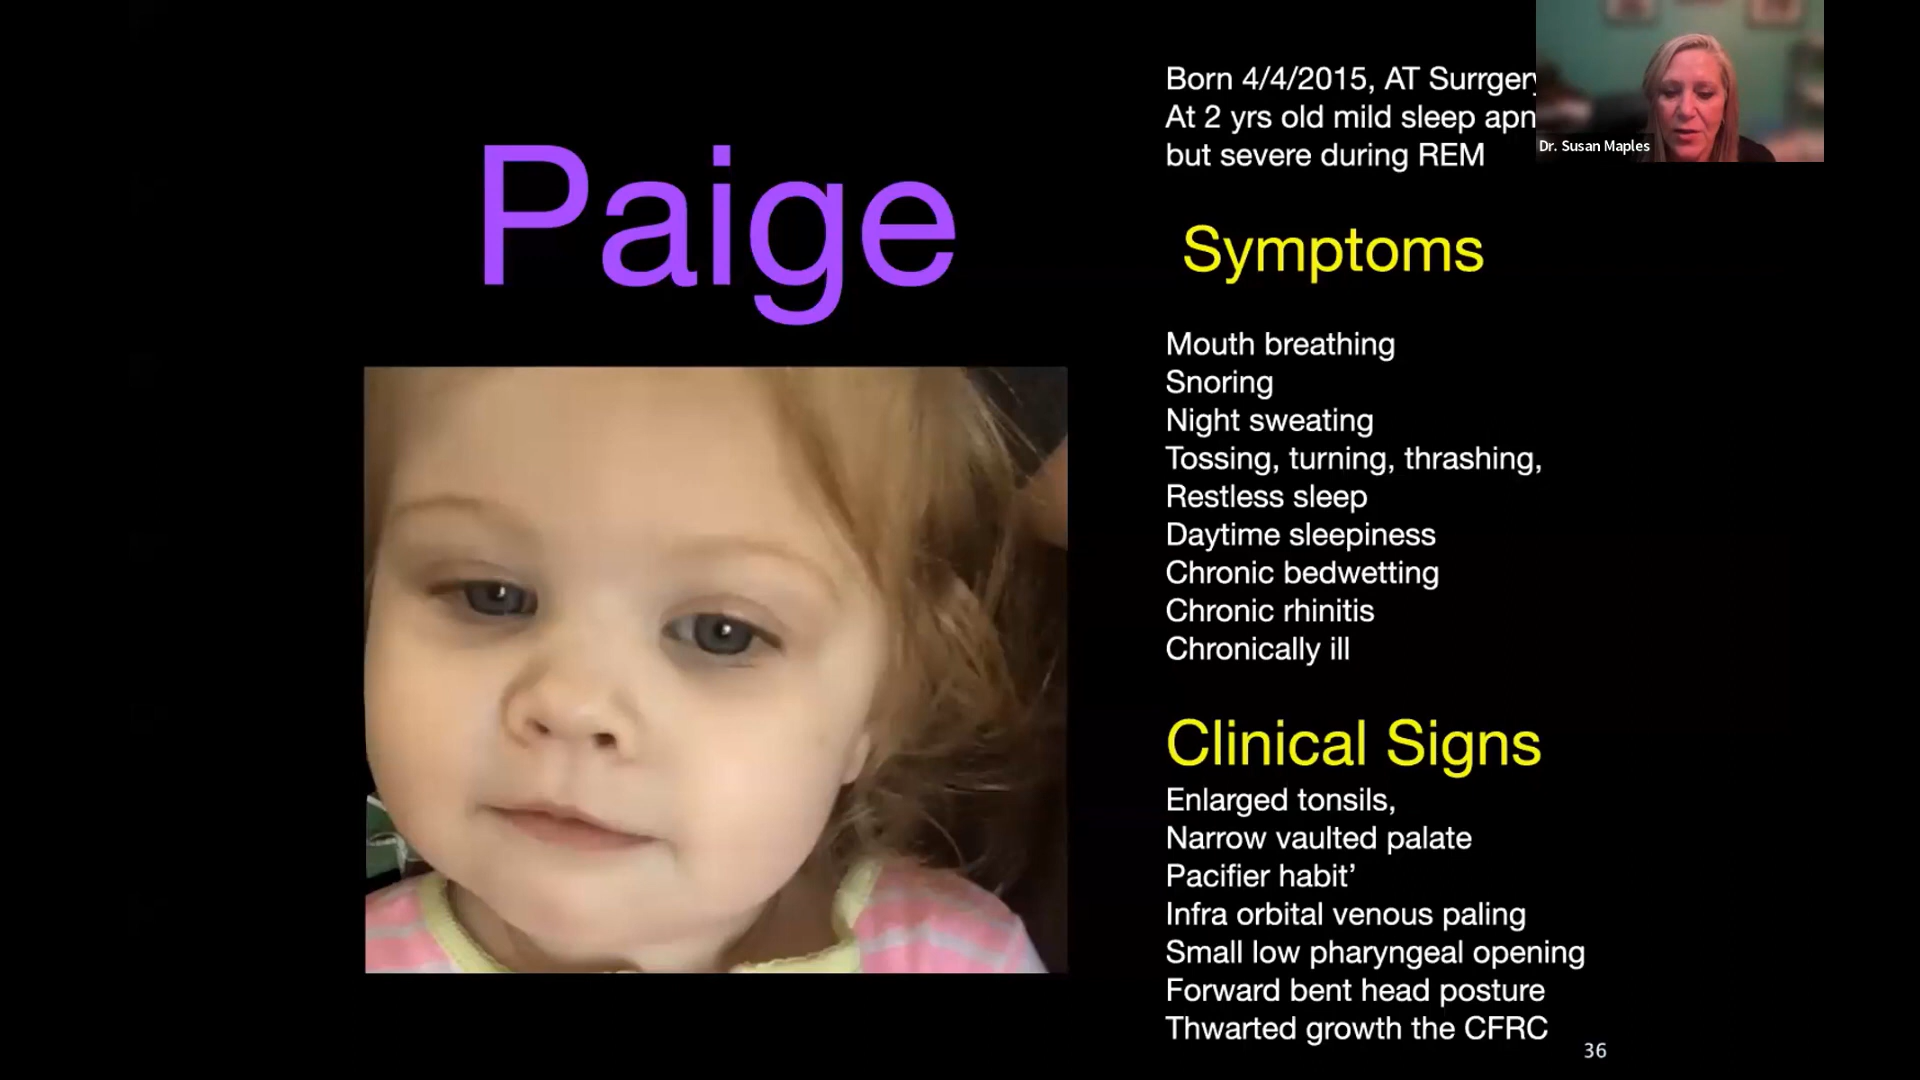 Paige
Born 4/4/2015, AT Surrgery
At 2 yrs old mild sleep
but severe during REM
Dr. Susan Maples
Symptoms
Mouth breathing
Snoring
Night sweating
Tossing, turning, thrashing,
Restless sleep
Daytime sleepiness
Chronic bedwetting
Chronic rhinitis
Chronically ill
Clinical Signs
Enlarged tonsils,
Narrow vaulted palate
Pacifier habit’
Infra orbital venous paling
Small low pharyngeal opening
Forward bent head posture
Thwarted growth the CFRC
36